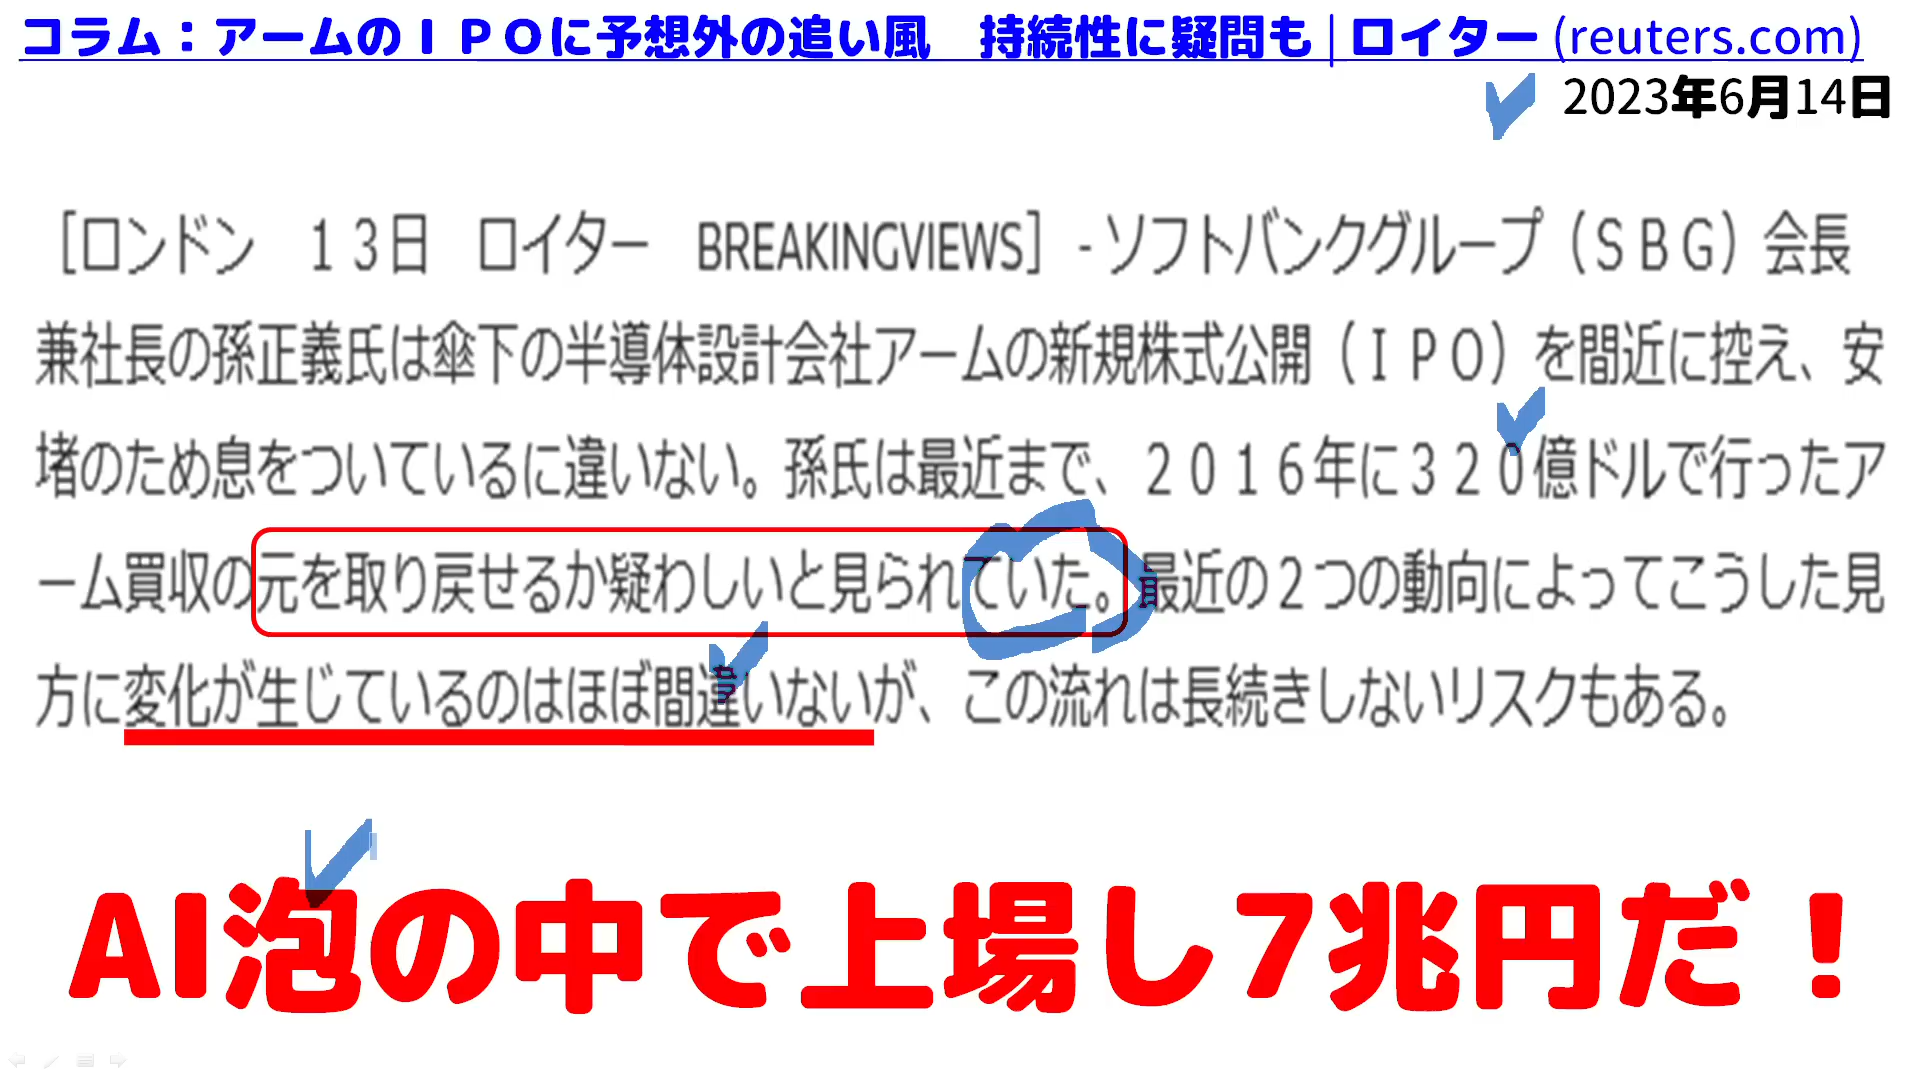 コラム：アームのＩＰＯに予想外の追い風　持続性に疑問も | ロイター (reuters.com)
2023年6月14日
［ロンドン　１３日　ロイター　BREAKINGVIEWS］ - ソフトバンクグループ（ＳＢＧ）会長
兼社長の孫正義氏は傘下の半導体設計会社アームの新規株式公開（ＩＰＯ）を間近に控え、安
堵のため息をついているに違いない。孫氏は最近まで、２０１６年に３２０億ドルで行ったア
ーム買収の元を取り戻せるか疑わしいと見られていた。最近の２つの動向によってこうした見
方に変化が生じているのはほぼ間違いないが、この流れは長続きしないリスクもある。
AI泡の中で上場し7兆円だ！